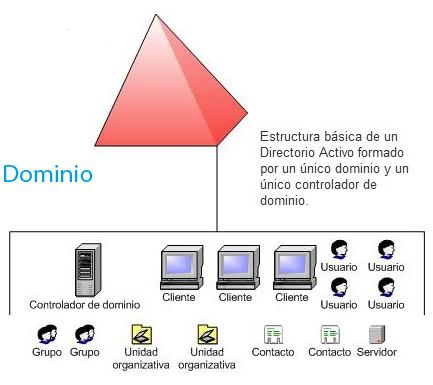 Estructura básica de un
Directorio Activo formado
por un único dominio y un
único controlador de
dominio.
Dominio
Usuario Usuario
Controlador de dominio Cliente Cliente Cliente Usuario Usuario
Grupo Grupo Unidad organizativa Unidad organizativa Contacto Contacto Servidor